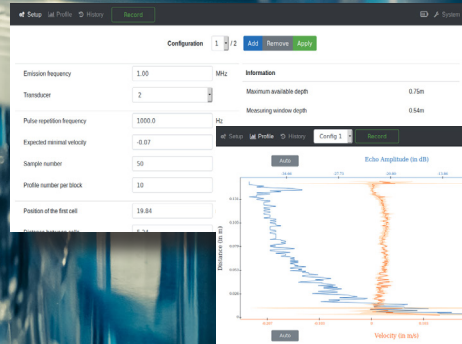 Setup Profile History Record System
Configuration 1 / 2 Add Remove Apply
Emission frequency 1.00 MHz
Transducer 2
Pulse repetition frequency 1000.0 Hz
Expected minimal velocity -0.07
Sample number 50
Profile number per block 10
Position of the first cell 19.84
Information
Maximum available depth 0.75m
Measuring window depth 0.54m
Setup Profile History Config 1 Record
Auto Echo Amplitude (in dB)
Distance (in m)
0
Auto Velocity (in m/s)